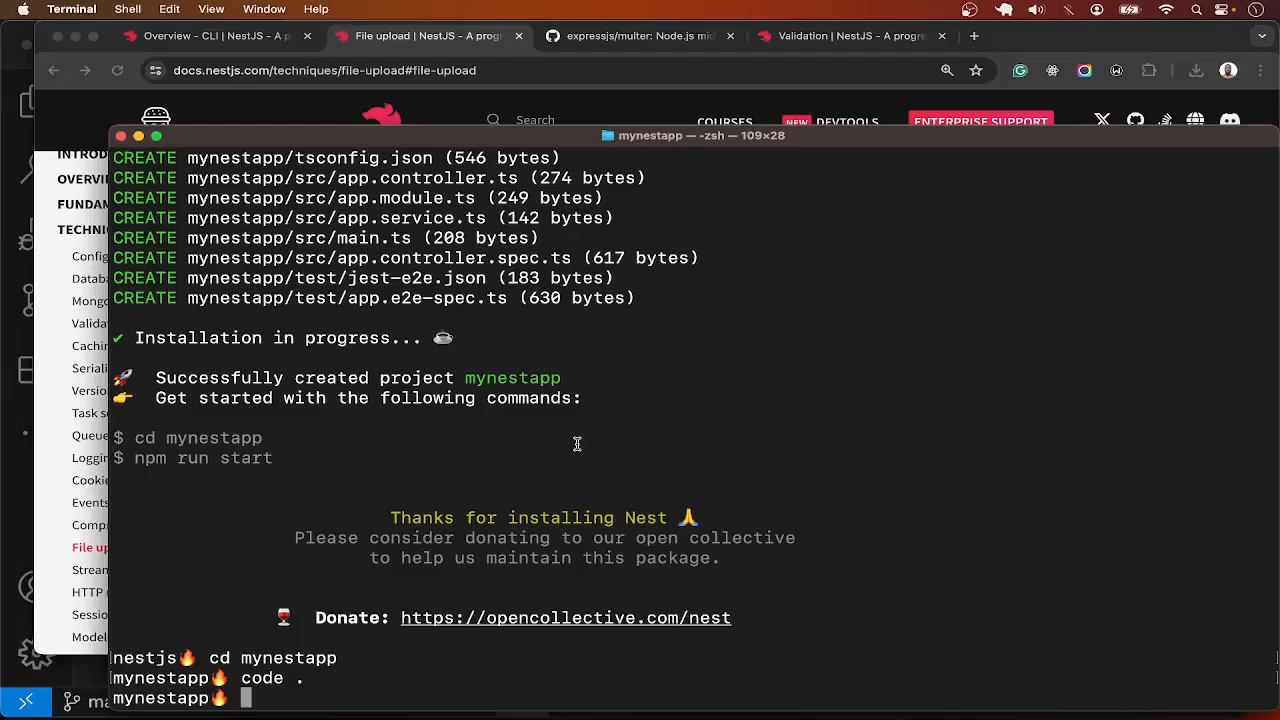 Terminal Shell Edit View Window Help
Overview - CLI | NestJS - A p
File upload | NestJS - A progr
expressjs/multer: Node.js mid
Validation | NestJS - A progre
docs.nestjs.com/techniques/file-upload#file-upload
Search
COURSES
NEW DEVTOOLS
ENTERPRISE SUPPORT
mynestapp — -zsh — 109×28
INTROD
OVERVI
FUNDAM
TECHNI
Config
Databa
Mongo
Valida
Cachin
Seriali
Version
Task s
Queue
Loggin
Cookie
Events
Compr
File up
Stream
HTTP
Sessio
Model
CREATE mynestapp/tsconfig.json (546 bytes)
CREATE mynestapp/src/app.controller.ts (274 bytes)
CREATE mynestapp/src/app.module.ts (249 bytes)
CREATE mynestapp/src/app.service.ts (142 bytes)
CREATE mynestapp/src/main.ts (208 bytes)
CREATE mynestapp/src/app.controller.spec.ts (617 bytes)
CREATE mynestapp/test/jest-e2e.json (183 bytes)
CREATE mynestapp/test/app.e2e-spec.ts (630 bytes)
✔ Installation in progress... ☕
🚀 Successfully created project mynestapp
👉 Get started with the following commands:
$ cd mynestapp
$ npm run start
Thanks for installing Nest 🙏
Please consider donating to our open collective
to help us maintain this package.
🍷 Donate: https://opencollective.com/nest
[nestjs🔥 cd mynestapp ]
[mynestapp🔥 code . ]
mynestapp🔥
ma